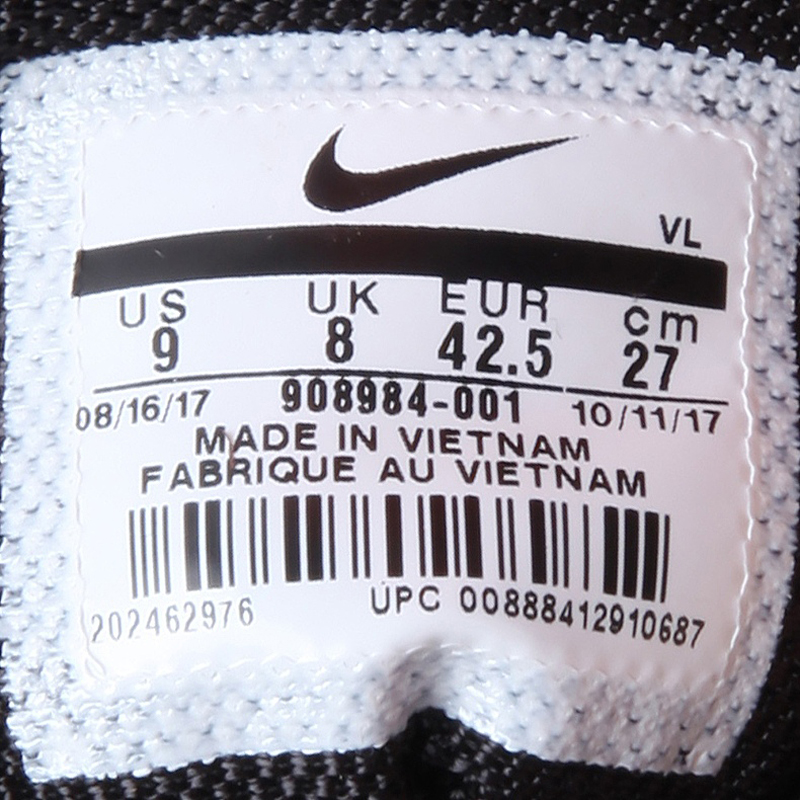 VL
US UK EUR cm
9 8 42.5 27
08/16/17 908984-001 10/11/17
MADE IN VIETNAM
FABRIQUE AU VIETNAM
202462976 UPC 00888412910687